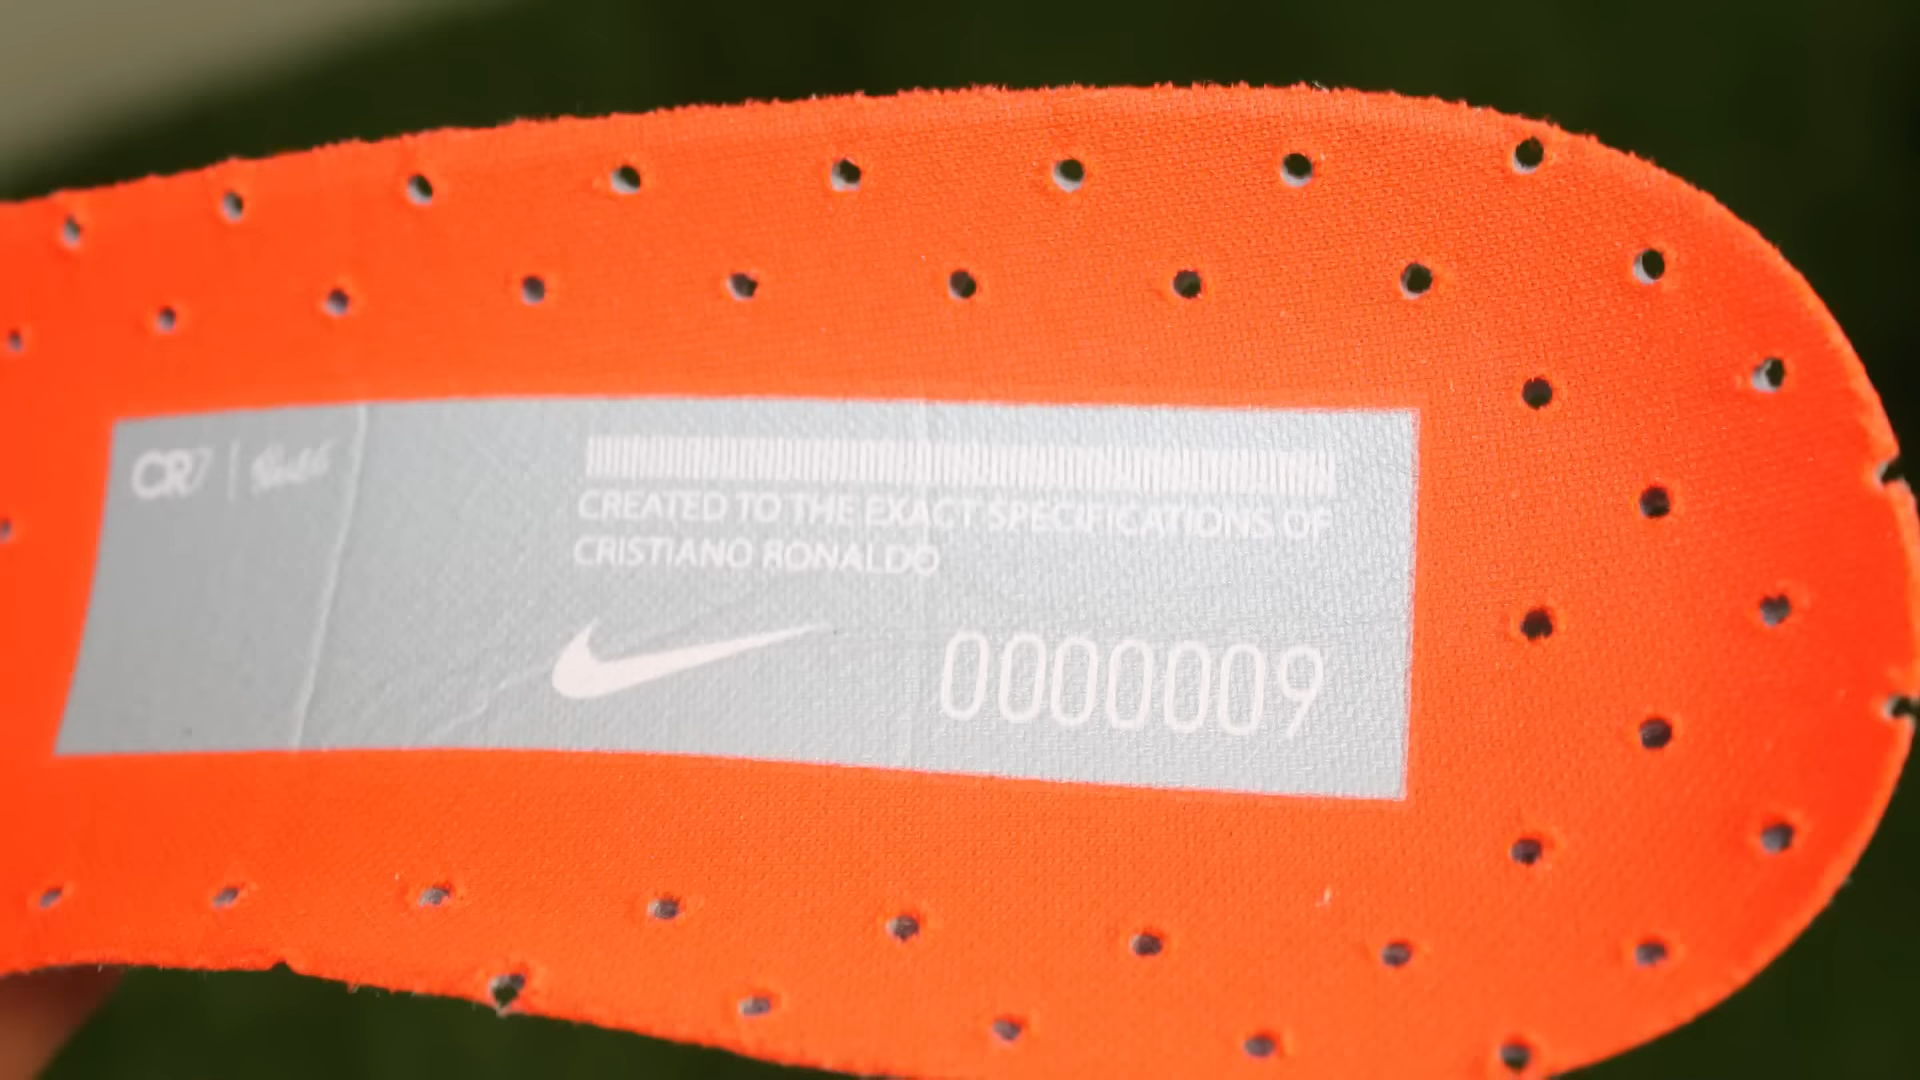 CR7
CREATED TO THE EXACT SPECIFICATIONS OF
CRISTIANO RONALDO
0000009